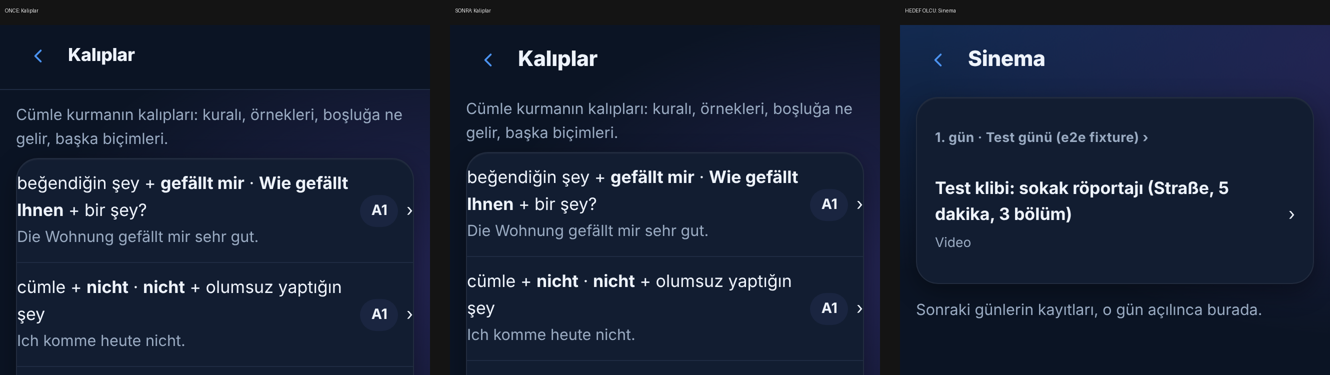 ÖNCE: Kalıplar
Kalıplar
Cümle kurmanın kalıpları: kuralı, örnekleri, boşluğa ne
gelir, başka biçimleri.
beğendiğin şey + gefällt mir · Wie gefällt
Ihnen + bir şey?
A1 ›
Die Wohnung gefällt mir sehr gut.
cümle + nicht · nicht + olumsuz yaptığın
şey
A1 ›
Ich komme heute nicht.
SONRA: Kalıplar
Kalıplar
Cümle kurmanın kalıpları: kuralı, örnekleri, boşluğa ne
gelir, başka biçimleri.
beğendiğin şey + gefällt mir · Wie gefällt
Ihnen + bir şey?
A1 ›
Die Wohnung gefällt mir sehr gut.
cümle + nicht · nicht + olumsuz yaptığın
şey
A1 ›
Ich komme heute nicht.
HEDEF ÖLÇÜ: Sinema
Sinema
1. gün · Test günü (e2e fixture) ›
Test klibi: sokak röportajı (Straße, 5
dakika, 3 bölüm)
›
Video
Sonraki günlerin kayıtları, o gün açılınca burada.